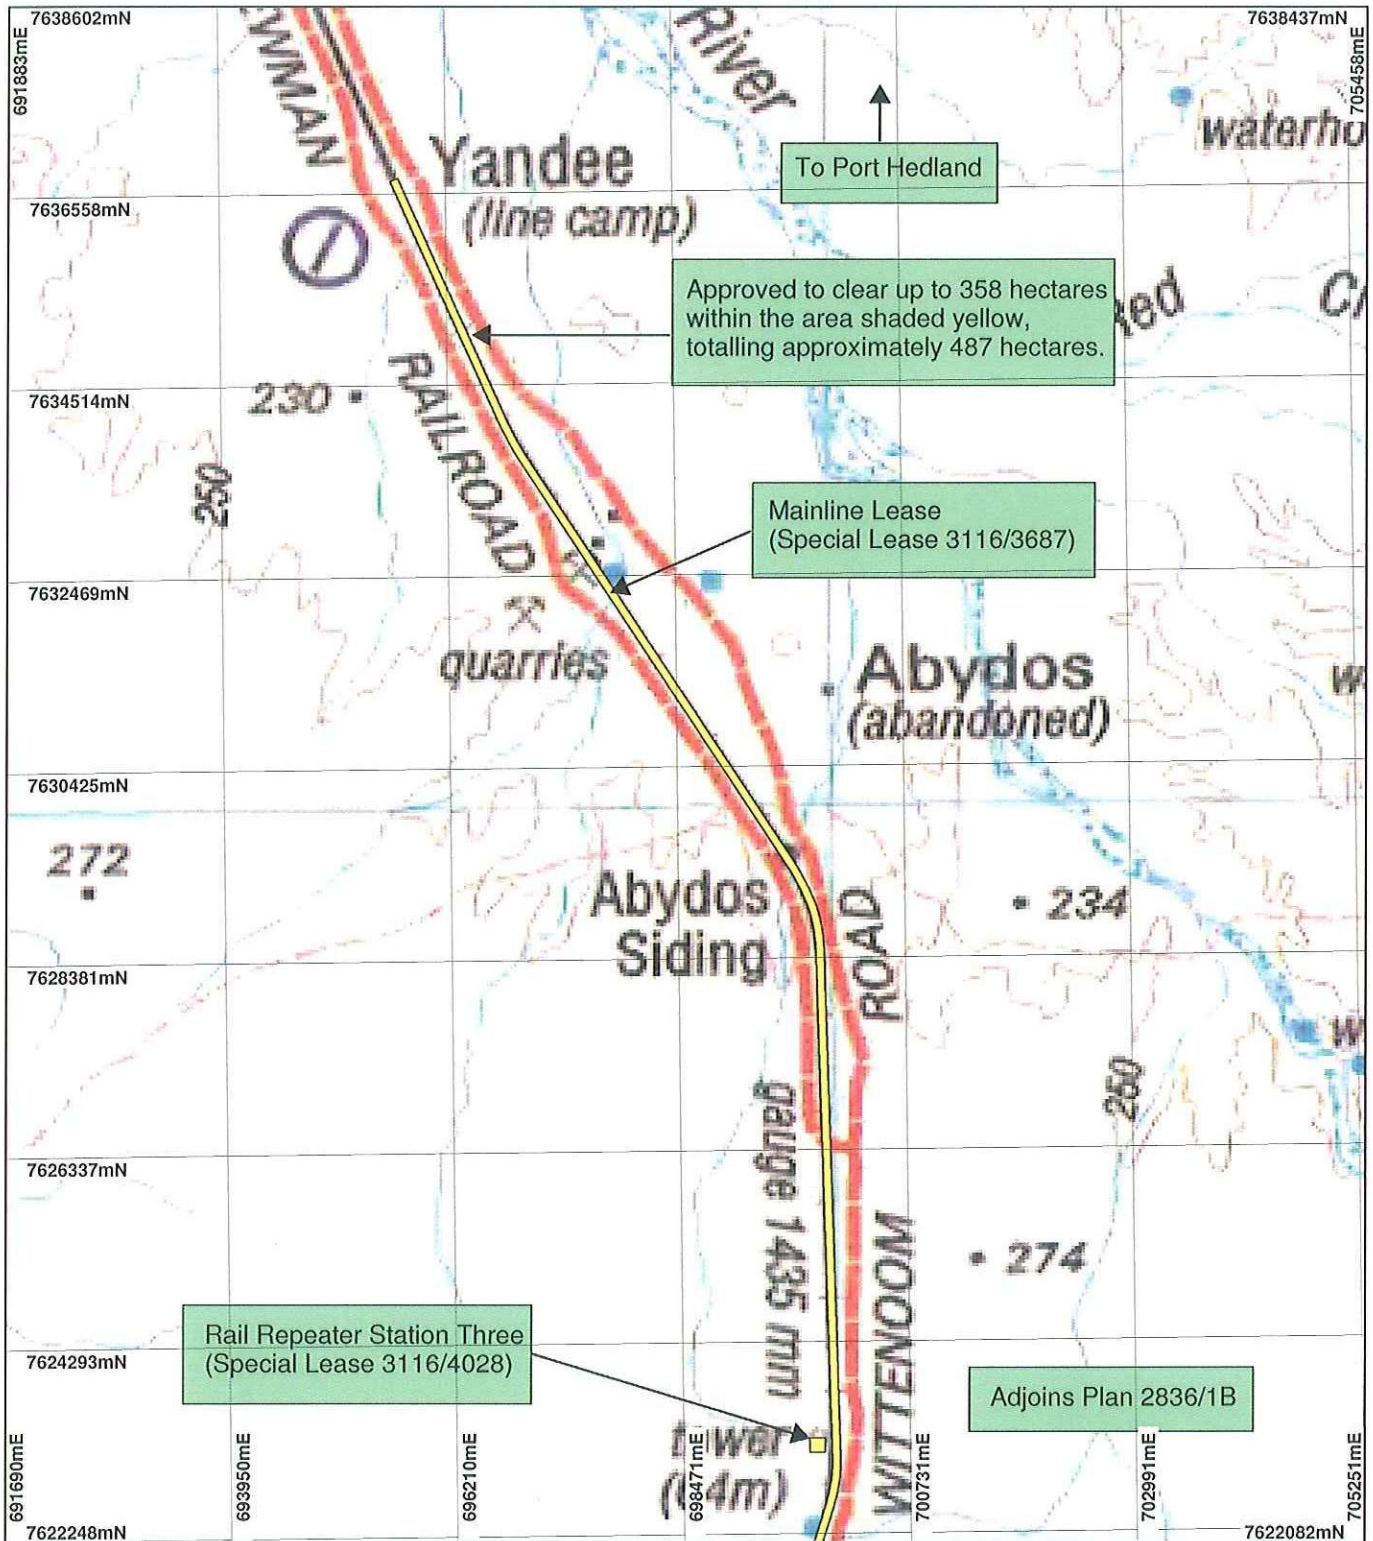 7638602mN
7638437mN
691883mE
705458mE
River
To Port Hedland
Yandee
(line camp)
7636558mN
Approved to clear up to 358 hectares
within the area shaded yellow,
totalling approximately 487 hectares.
RAILROAD
230
7634514mN
250
Mainline Lease
(Special Lease 3116/3687)
7632469mN
quarries
Abydos
(abandoned)
7630425mN
272
Abydos
Siding
ROAD
234
7628381mN
250
gauge 1435 mm
7626337mN
WITTENOOM
274
Rail Repeater Station Three
(Special Lease 3116/4028)
7624293mN
Adjoins Plan 2836/1B
691690mE
693950mE
696210mE
698471mE
700731mE
702991mE
705251mE
7622248mN
7622082mN